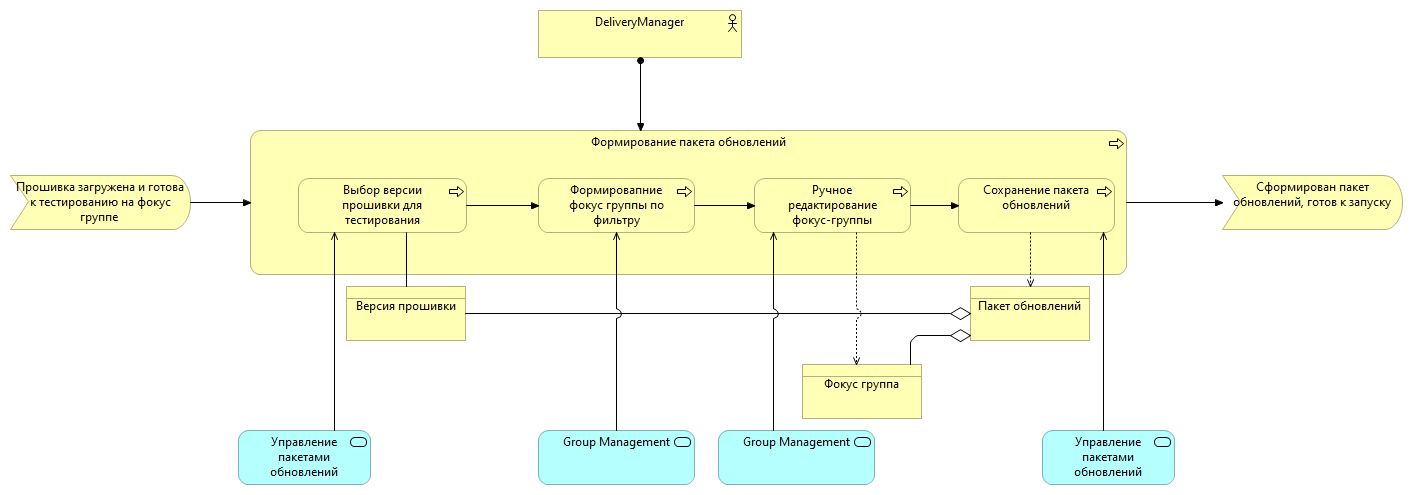 DeliveryManager
Формирование пакета обновлений
Прошивка загружена и готова
к тестированию на фокус
группе
Выбор версии
прошивки для
тестирования
Формировапние
фокус группы по
фильтру
Ручное
редактирование
фокус-группы
Сохранение пакета
обновлений
Сформирован пакет
обновлений, готов к запуску
Версия прошивки
Пакет обновлений
Фокус группа
Управление
пакетами
обновлений
Group Management
Group Management
Управление
пакетами
обновлений